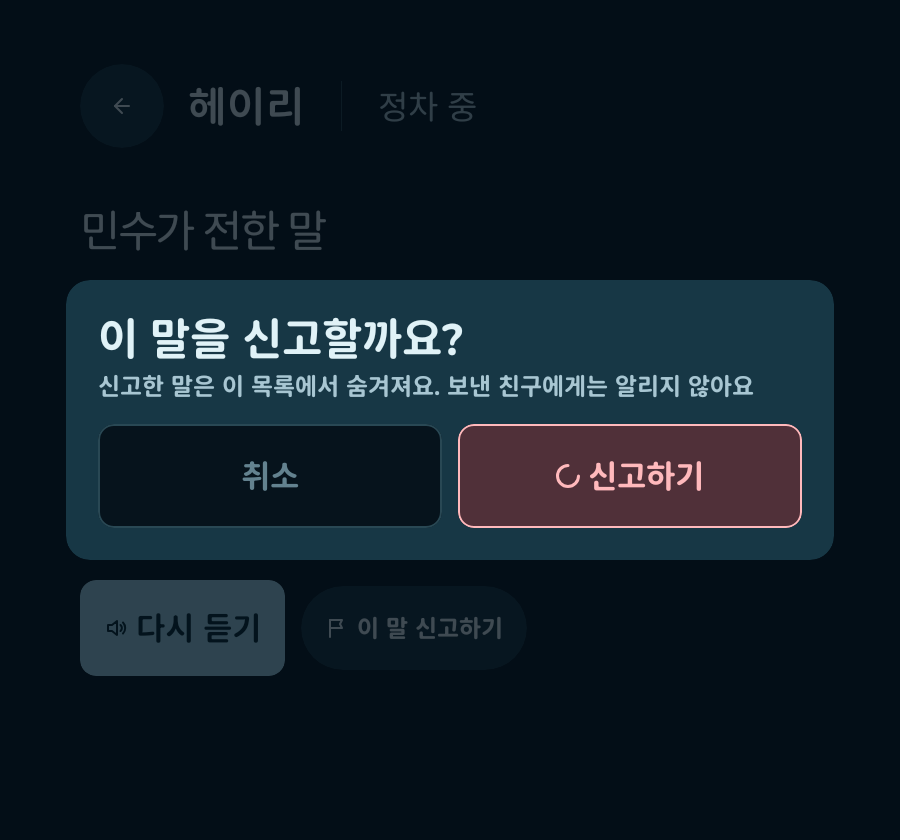 헤이리 정차 중
민수가 전한 말
이 말을 신고할까요?
신고한 말은 이 목록에서 숨겨져요. 보낸 친구에게는 알리지 않아요
취소 신고하기
다시 듣기 이 말 신고하기